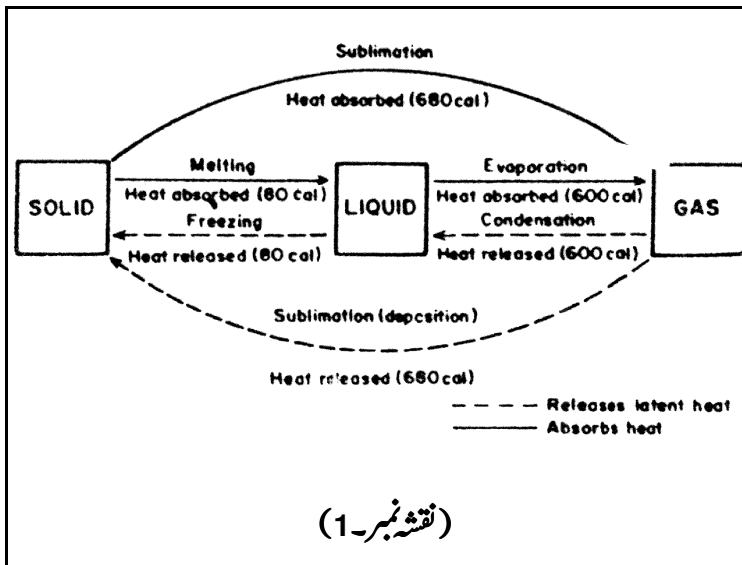 Sublimation
Heat absorbed (680 cal)
Melting
Evaporation
SOLID
Heat absorbed (80 cal)
LIQUID
Heat absorbed (600 cal)
GAS
Freezing
Condensation
Heat released (80 cal)
Heat released (600 cal)
Sublimation (deposition)
Heat released (680 cal)
Releases latent heat
Absorbs heat
(نقشہ نمبر۔1)